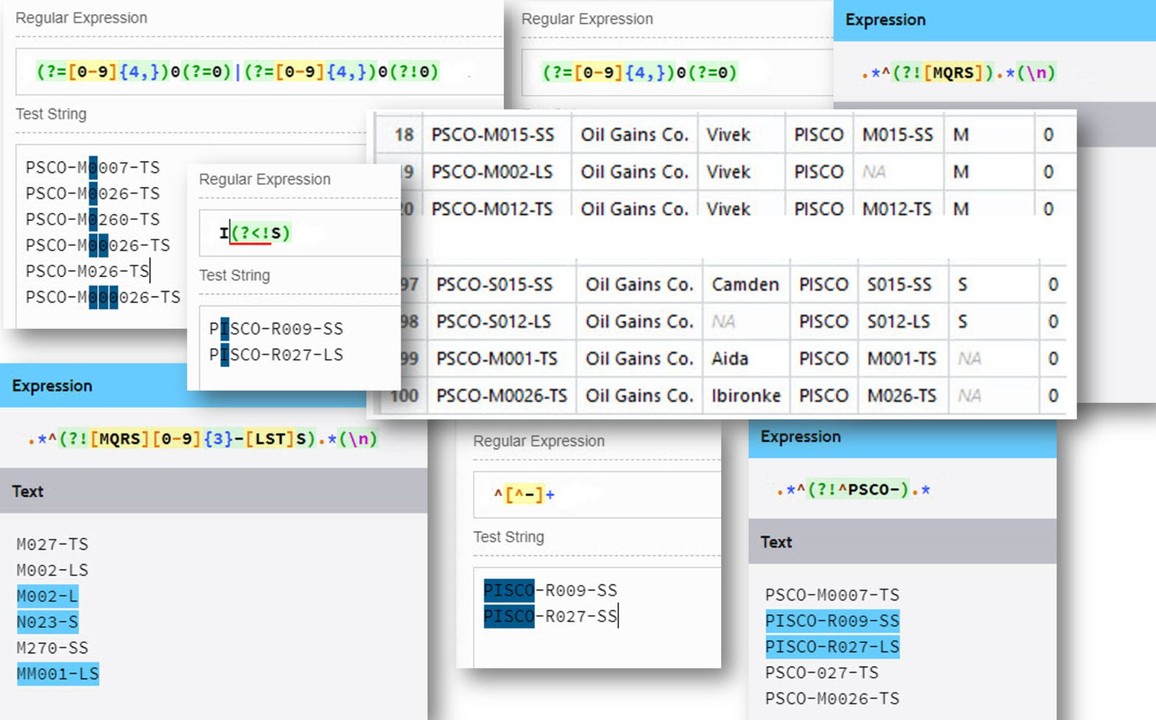 Regular Expression
(?=[0-9]{4,})0(?=0)|(?=[0-9]{4,})0(?!0)
Test String
PSCO-M0007-TS
PSCO-M0026-TS
PSCO-M0260-TS
PSCO-M00026-TS
PSCO-M026-TS
PSCO-M000026-TS
Regular Expression
(?=[0-9]{4,})0(?=0)
Expression
.*^(?![MQRS]).*(\n)
Regular Expression
I(?<!S)
Test String
PISCO-R009-SS
PISCO-R027-LS
18 PSCO-M015-SS Oil Gains Co. Vivek PISCO M015-SS M 0
9 PSCO-M002-LS Oil Gains Co. Vivek PISCO NA M 0
20 PSCO-M012-TS Oil Gains Co. Vivek PISCO M012-TS M 0
97 PSCO-S015-SS Oil Gains Co. Camden PISCO S015-SS S 0
98 PSCO-S012-LS Oil Gains Co. NA PISCO S012-LS S 0
99 PSCO-M001-TS Oil Gains Co. Aida PISCO M001-TS NA 0
100 PSCO-M0026-TS Oil Gains Co. Ibironke PISCO M026-TS NA 0
Expression
.*^(?![MQRS][0-9]{3}-[LST]S).*(\n)
Text
M027-TS
M002-LS
M002-L
N023-S
M270-SS
MM001-LS
Regular Expression
^[^-]+
Test String
PISCO-R009-SS
PISCO-R027-SS
Expression
.*^(?!^PSCO-).*
Text
PSCO-M0007-TS
PISCO-R009-SS
PISCO-R027-LS
PSCO-027-TS
PSCO-M0026-TS